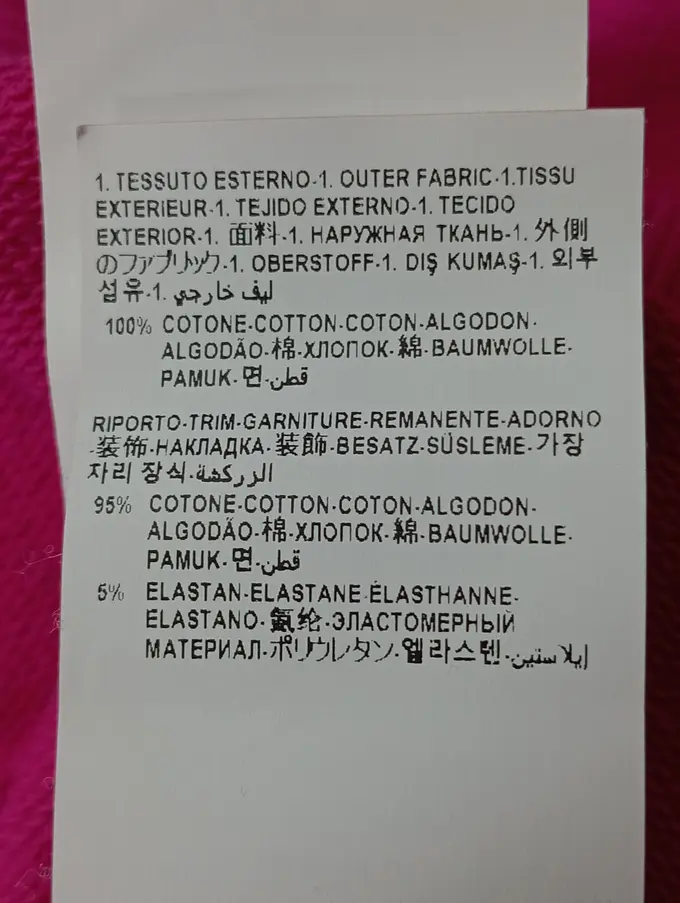 1. TESSUTO ESTERNO-1. OUTER FABRIC-1.TISSU
EXTERIEUR-1. TEJIDO EXTERNO-1. TECIDO
EXTERIOR-1. 面料-1. НАРУЖНАЯ ТКАНЬ-1. 外側
のファブリック-1. OBERSTOFF-1. DIŞ KUMAŞ-1. 외부
섬유-1. ليف خارجي
100% COTONE-COTTON-COTON-ALGODON-
ALGODÃO-棉-ХЛОПОК-綿-BAUMWOLLE-
PAMUK-면-قطن
RIPORTO-TRIM-GARNITURE-REMANENTE-ADORNO
-装饰-НАКЛАДКА-装飾-BESATZ-SÜSLEME-가장
자리 장식-الزركشة
95% COTONE-COTTON-COTON-ALGODON-
ALGODÃO-棉-ХЛОПОК-綿-BAUMWOLLE-
PAMUK-면-قطن
5% ELASTAN-ELASTANE-ÉLASTHANNE-
ELASTANO-氨纶-ЭЛАСТОМЕРНЫЙ
МАТЕРИАЛ-ポリウレタン-엘라스텐-إيلاستين